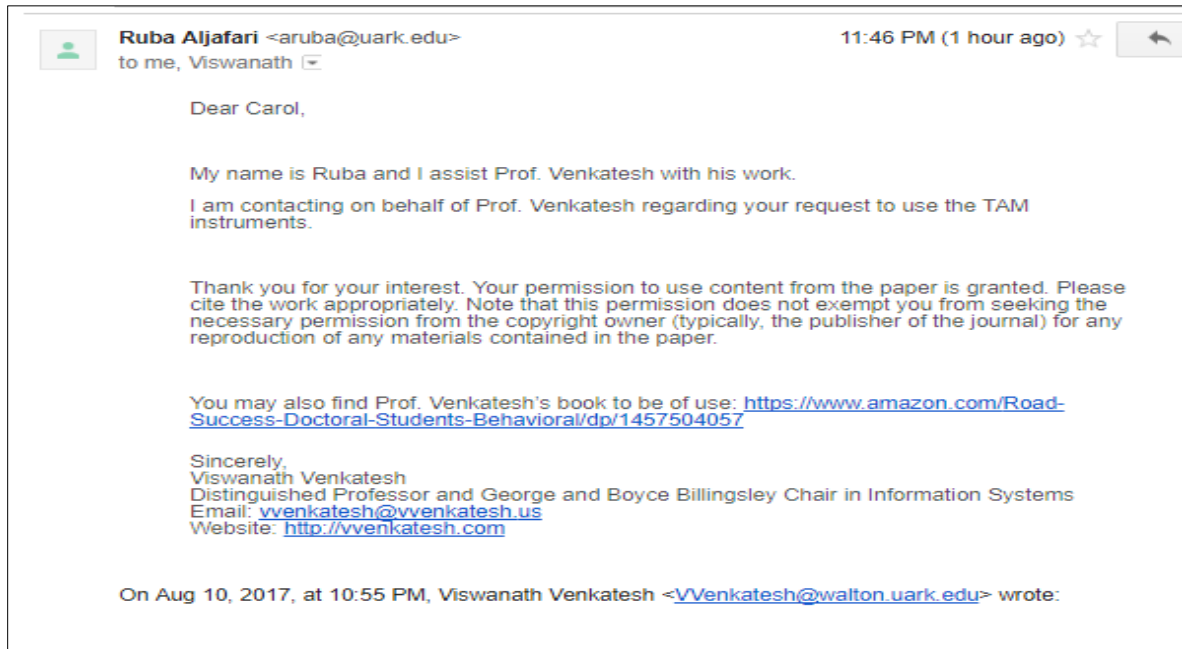 Ruba Aljafari <aruba@uark.edu> 11:46 PM (1 hour ago)
to me, Viswanath
Dear Carol,
My name is Ruba and I assist Prof. Venkatesh with his work.
I am contacting on behalf of Prof. Venkatesh regarding your request to use the TAM
instruments.
Thank you for your interest. Your permission to use content from the paper is granted. Please
cite the work appropriately. Note that this permission does not exempt you from seeking the
necessary permission from the copyright owner (typically, the publisher of the journal) for any
reproduction of any materials contained in the paper.
You may also find Prof. Venkatesh's book to be of use: https://www.amazon.com/Road-
Success-Doctoral-Students-Behavioral/dp/1457504057
Sincerely,
Viswanath Venkatesh
Distinguished Professor and George and Boyce Billingsley Chair in Information Systems
Email: vvenkatesh@vvenkatesh.us
Website: http://vvenkatesh.com
On Aug 10, 2017, at 10:55 PM, Viswanath Venkatesh <VVenkatesh@walton.uark.edu> wrote: